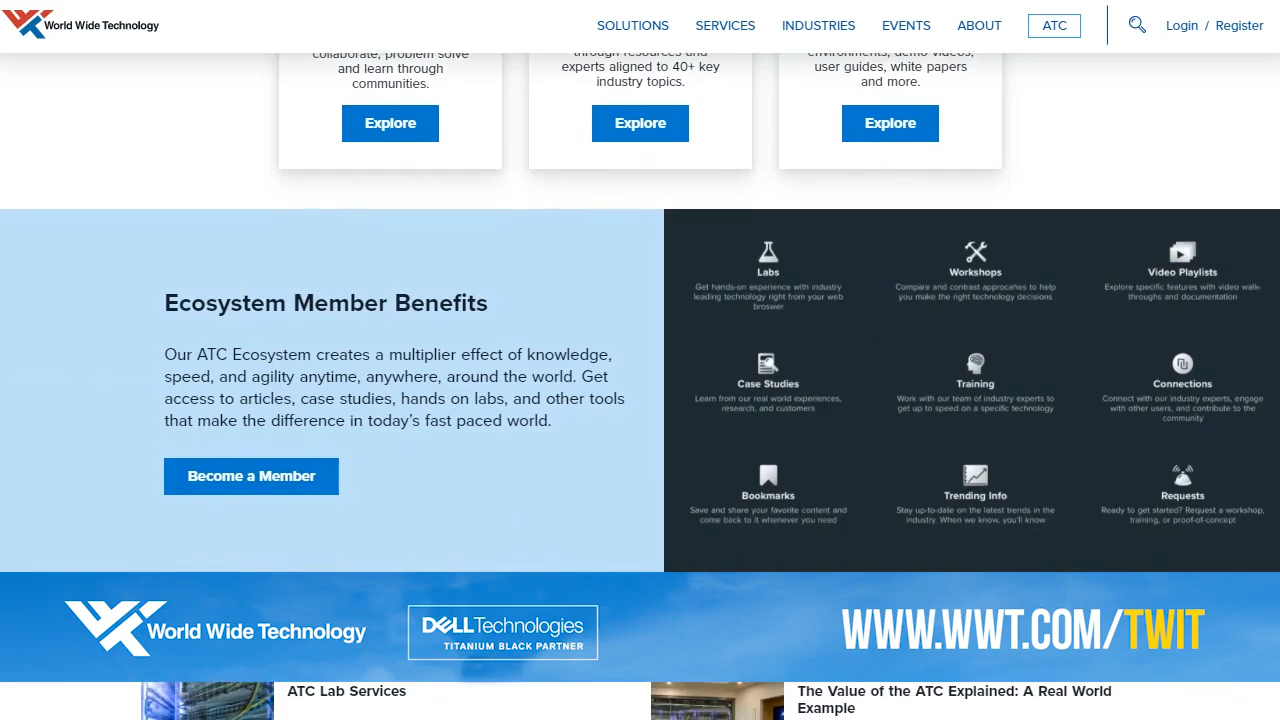 World Wide Technology
SOLUTIONS SERVICES INDUSTRIES EVENTS ABOUT ATC Login / Register
collaborate, problem solve
and learn through
communities.
Explore
through resources and
experts aligned to 40+ key
industry topics.
Explore
environments, demo videos,
user guides, white papers
and more.
Explore
Ecosystem Member Benefits
Our ATC Ecosystem creates a multiplier effect of knowledge,
speed, and agility anytime, anywhere, around the world. Get
access to articles, case studies, hands on labs, and other tools
that make the difference in today's fast paced world.
Become a Member
Labs
Get hands-on experience with industry
leading technology right from your web
broswer
Workshops
Compare and contrast approaches to help
you make the right technology decisions
Video Playlists
Explore specific features with video walk-
throughs and documentation
Case Studies
Learn from our real world experiences,
research, and customers
Training
Work with our team of industry experts to
get up to speed on a specific technology
Connections
Connect with our industry experts, engage
with other users, and contribute to the
community
Bookmarks
Save and share your favorite content and
come back to it whenever you need
Trending Info
Stay up-to-date on the latest trends in the
industry. When we know, you'll know
Requests
Ready to get started? Request a workshop,
training, or proof-of-concept
World Wide Technology
DELLTechnologies
TITANIUM BLACK PARTNER
WWW.WWT.COM/TWIT
ATC Lab Services
The Value of the ATC Explained: A Real World
Example